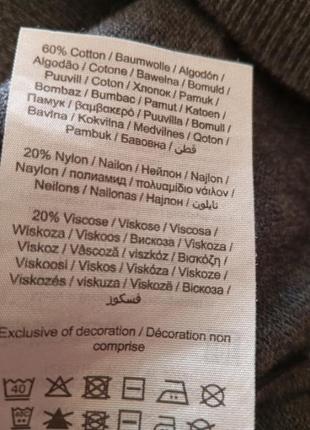 60% Cotton / Baumwolle / Algodón /
Algodão / Cotone / Bawełna / Bomuld /
Puuvill / Coton / Хлопок / Pamuk /
Bombaz / Bumbac / Pamut / Katoen /
Памук / βαμβακερό / Puuvilla / Bomull /
Bavlna / Kokvilna / Medvilnes / Qoton /
Pambuk / Бавовна / قطن
20% Nylon / Nailon / Нейлон / Najlon /
Naylon / полиамид / πολυαμίδιο νάιλον /
Neilons / Nailonas / Најлон / نايلون
20% Viscose / Viskose / Viscosa /
Wiskoza / Viskoos / Вискоза / Viskoza /
Viskoz / Vâscoză / viszkóz / Βισκόζη /
Viskoosi / Viskos / Viskóza / Viskoze /
Viskozės / viskuza / Viskozë / Віскоза /
فسكوز
Exclusive of decoration / Décoration non
comprise
40